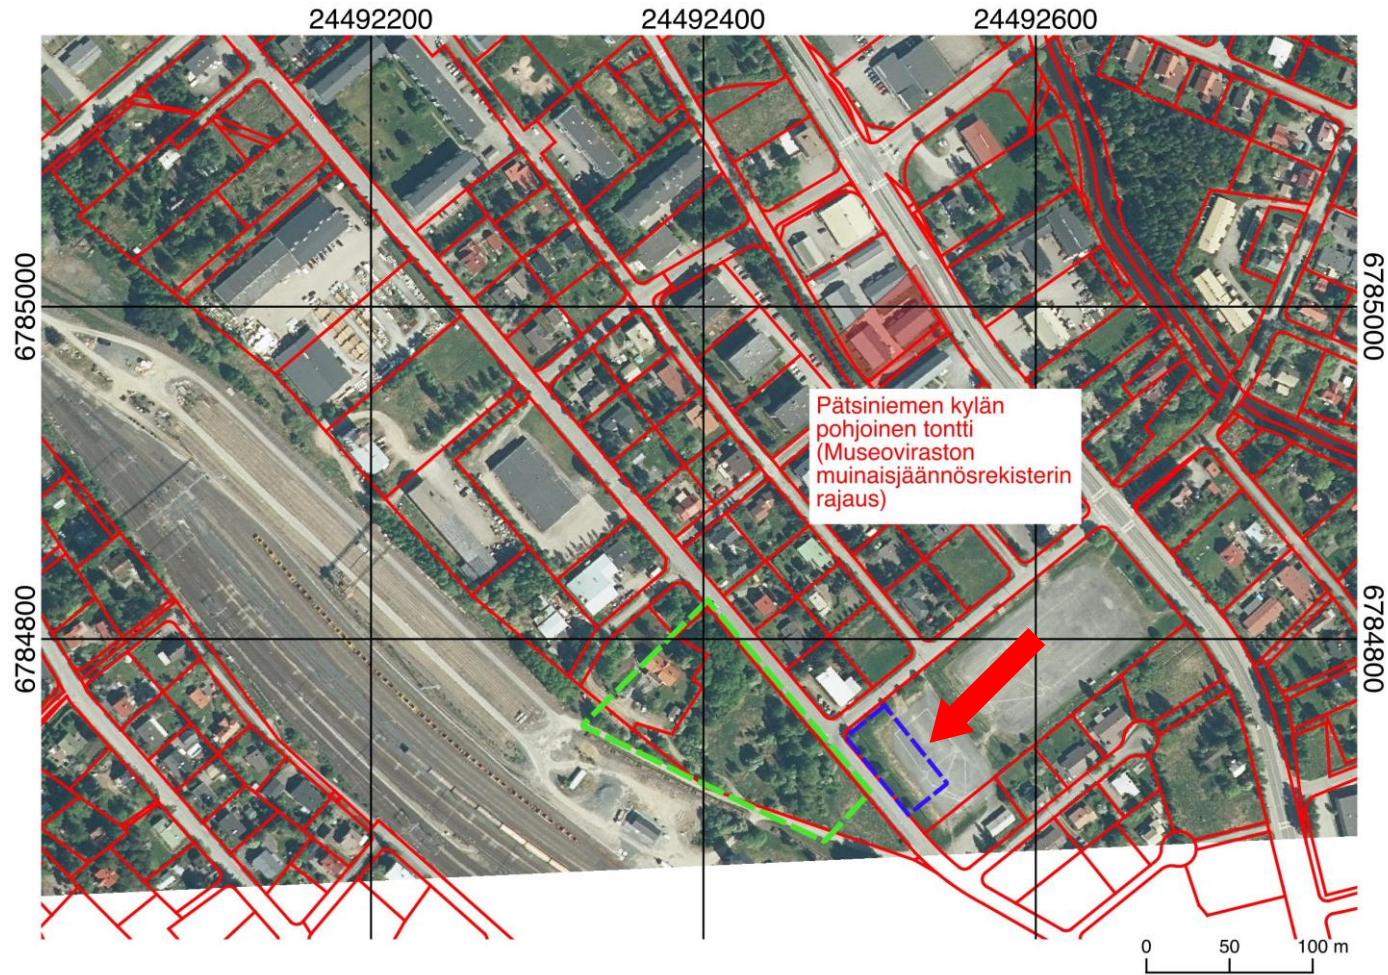 24492200
24492400
24492600
6785000
6785000
Pätsiniemen kylän
pohjoinen tontti
(Museoviraston
muinaisjäännösrekisterin
rajaus)
6784800
6784800
0 50 100 m